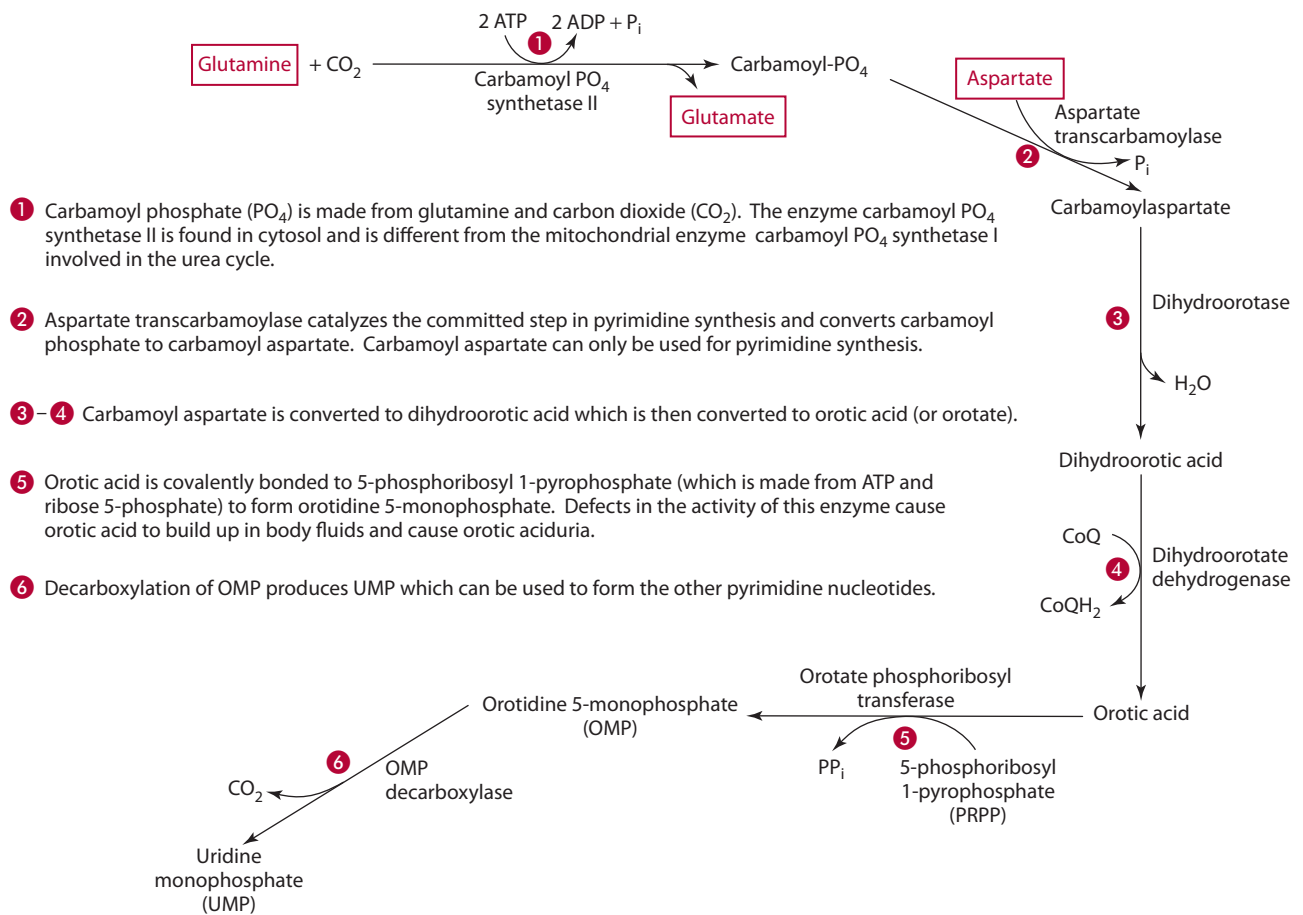 2 ATP 2 ADP + Pi
1
Glutamine + CO2
Carbamoyl PO4
synthetase II
Carbamoyl-PO4
Glutamate
Aspartate
Aspartate
transcarbamoylase
2
Pi
Carbamoylaspartate
1 Carbamoyl phosphate (PO4) is made from glutamine and carbon dioxide (CO2). The enzyme carbamoyl PO4
synthetase II is found in cytosol and is different from the mitochondrial enzyme carbamoyl PO4 synthetase I
involved in the urea cycle.
2 Aspartate transcarbamoylase catalyzes the committed step in pyrimidine synthesis and converts carbamoyl
phosphate to carbamoyl aspartate. Carbamoyl aspartate can only be used for pyrimidine synthesis.
3 – 4 Carbamoyl aspartate is converted to dihydroorotic acid which is then converted to orotic acid (or orotate).
5 Orotic acid is covalently bonded to 5-phosphoribosyl 1-pyrophosphate (which is made from ATP and
ribose 5-phosphate) to form orotidine 5-monophosphate. Defects in the activity of this enzyme cause
orotic acid to build up in body fluids and cause orotic aciduria.
6 Decarboxylation of OMP produces UMP which can be used to form the other pyrimidine nucleotides.
Dihydroorotase
3
H2O
Dihydroorotic acid
CoQ
4
Dihydroorotate
dehydrogenase
CoQH2
Orotic acid
Orotate phosphoribosyl
transferase
5
PPi
5-phosphoribosyl
1-pyrophosphate
(PRPP)
Orotidine 5-monophosphate
(OMP)
6
OMP
decarboxylase
CO2
Uridine
monophosphate
(UMP)